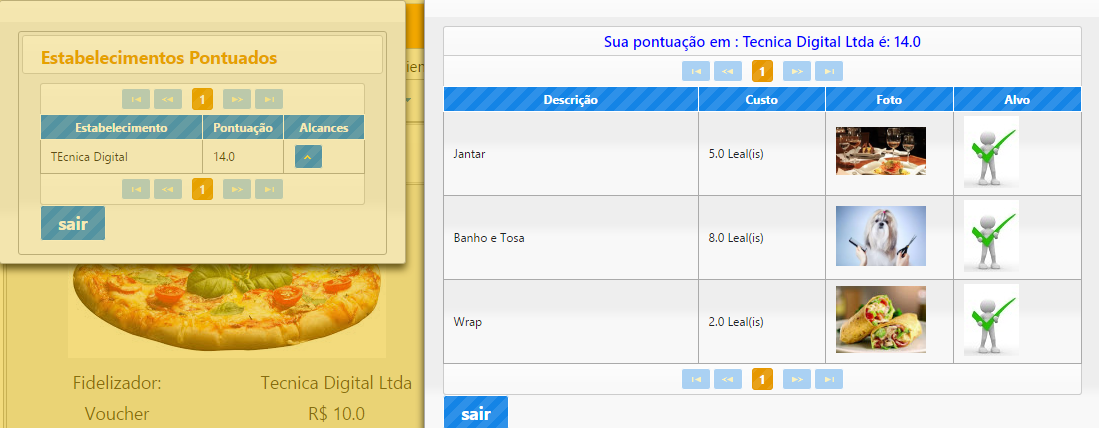 Estabelecimentos Pontuados
1
Estabelecimento Pontuação Alcances
TEcnica Digital 14.0
1
sair
Fidelizador: Tecnica Digital Ltda
Voucher R$ 10.0
Sua pontuação em : Tecnica Digital Ltda é: 14.0
1
Descrição Custo Foto Alvo
Jantar 5.0 Leal(is)
Banho e Tosa 8.0 Leal(is)
Wrap 2.0 Leal(is)
1
sair